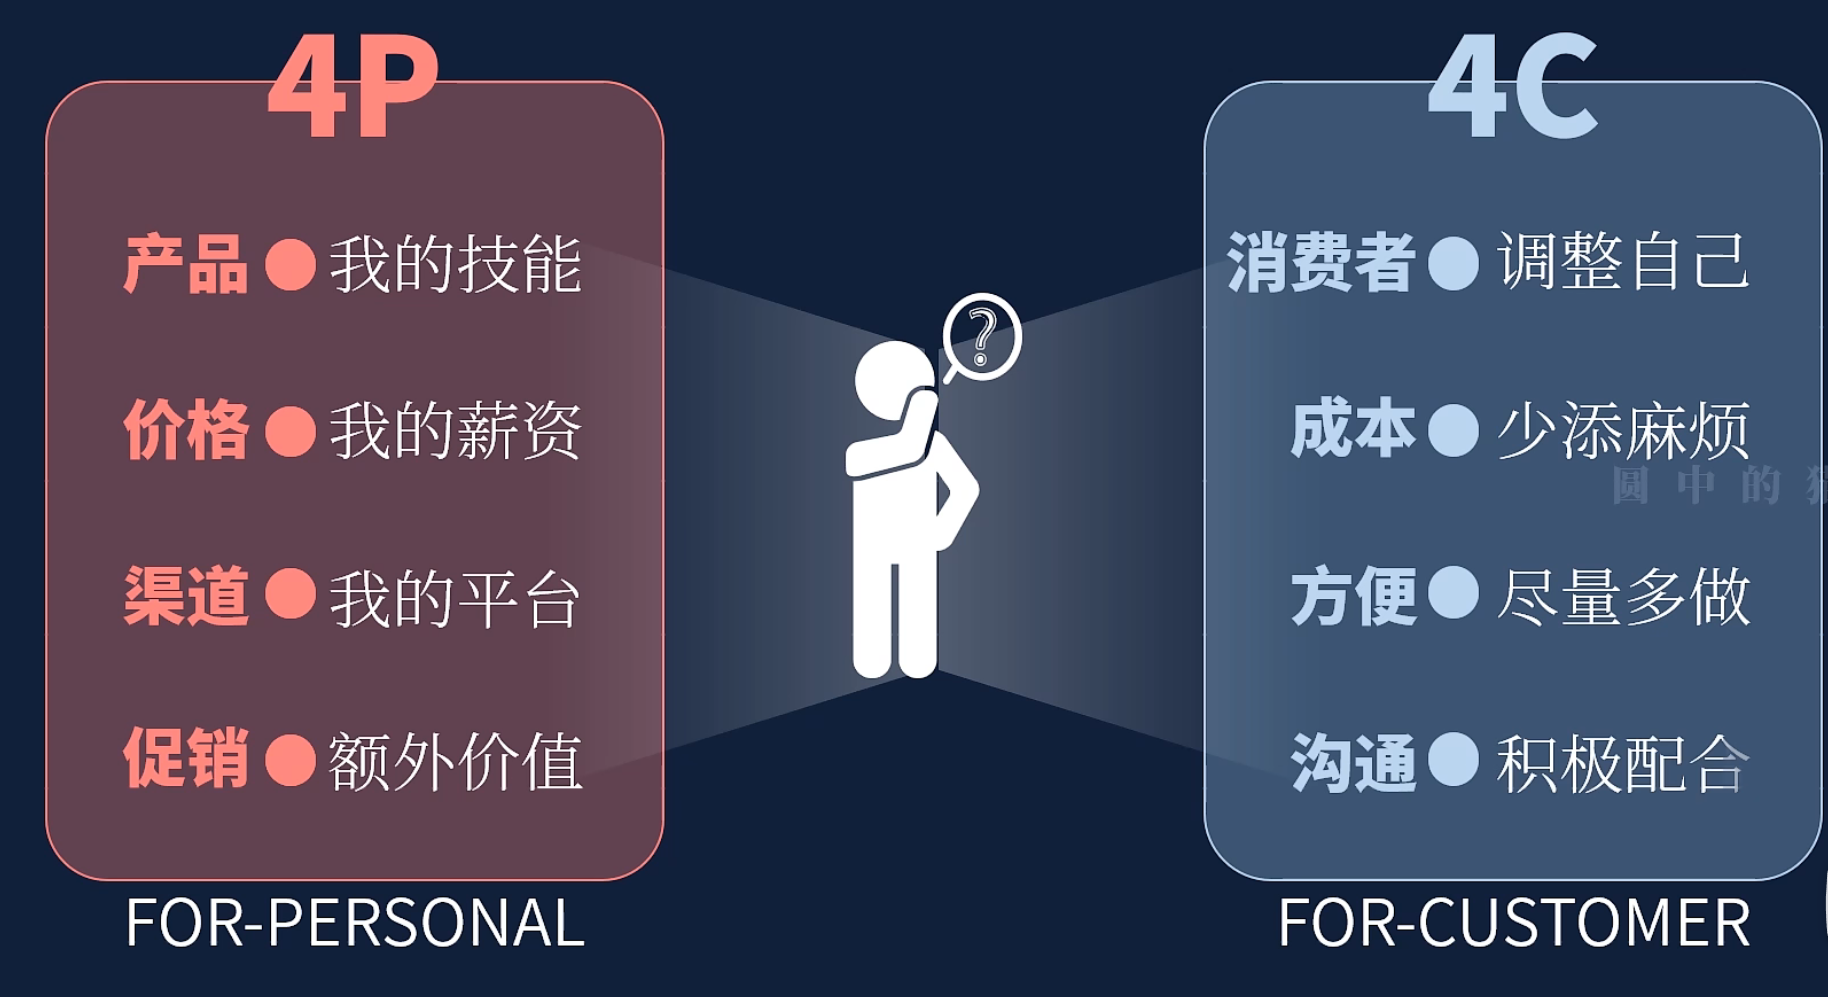 4P
产品 我的技能
价格 我的薪资
渠道 我的平台
促销 额外价值
FOR-PERSONAL
?
4C
消费者 调整自己
成本 少添麻烦
圆中的
方便 尽量多做
沟通 积极配合
FOR-CUSTOMER